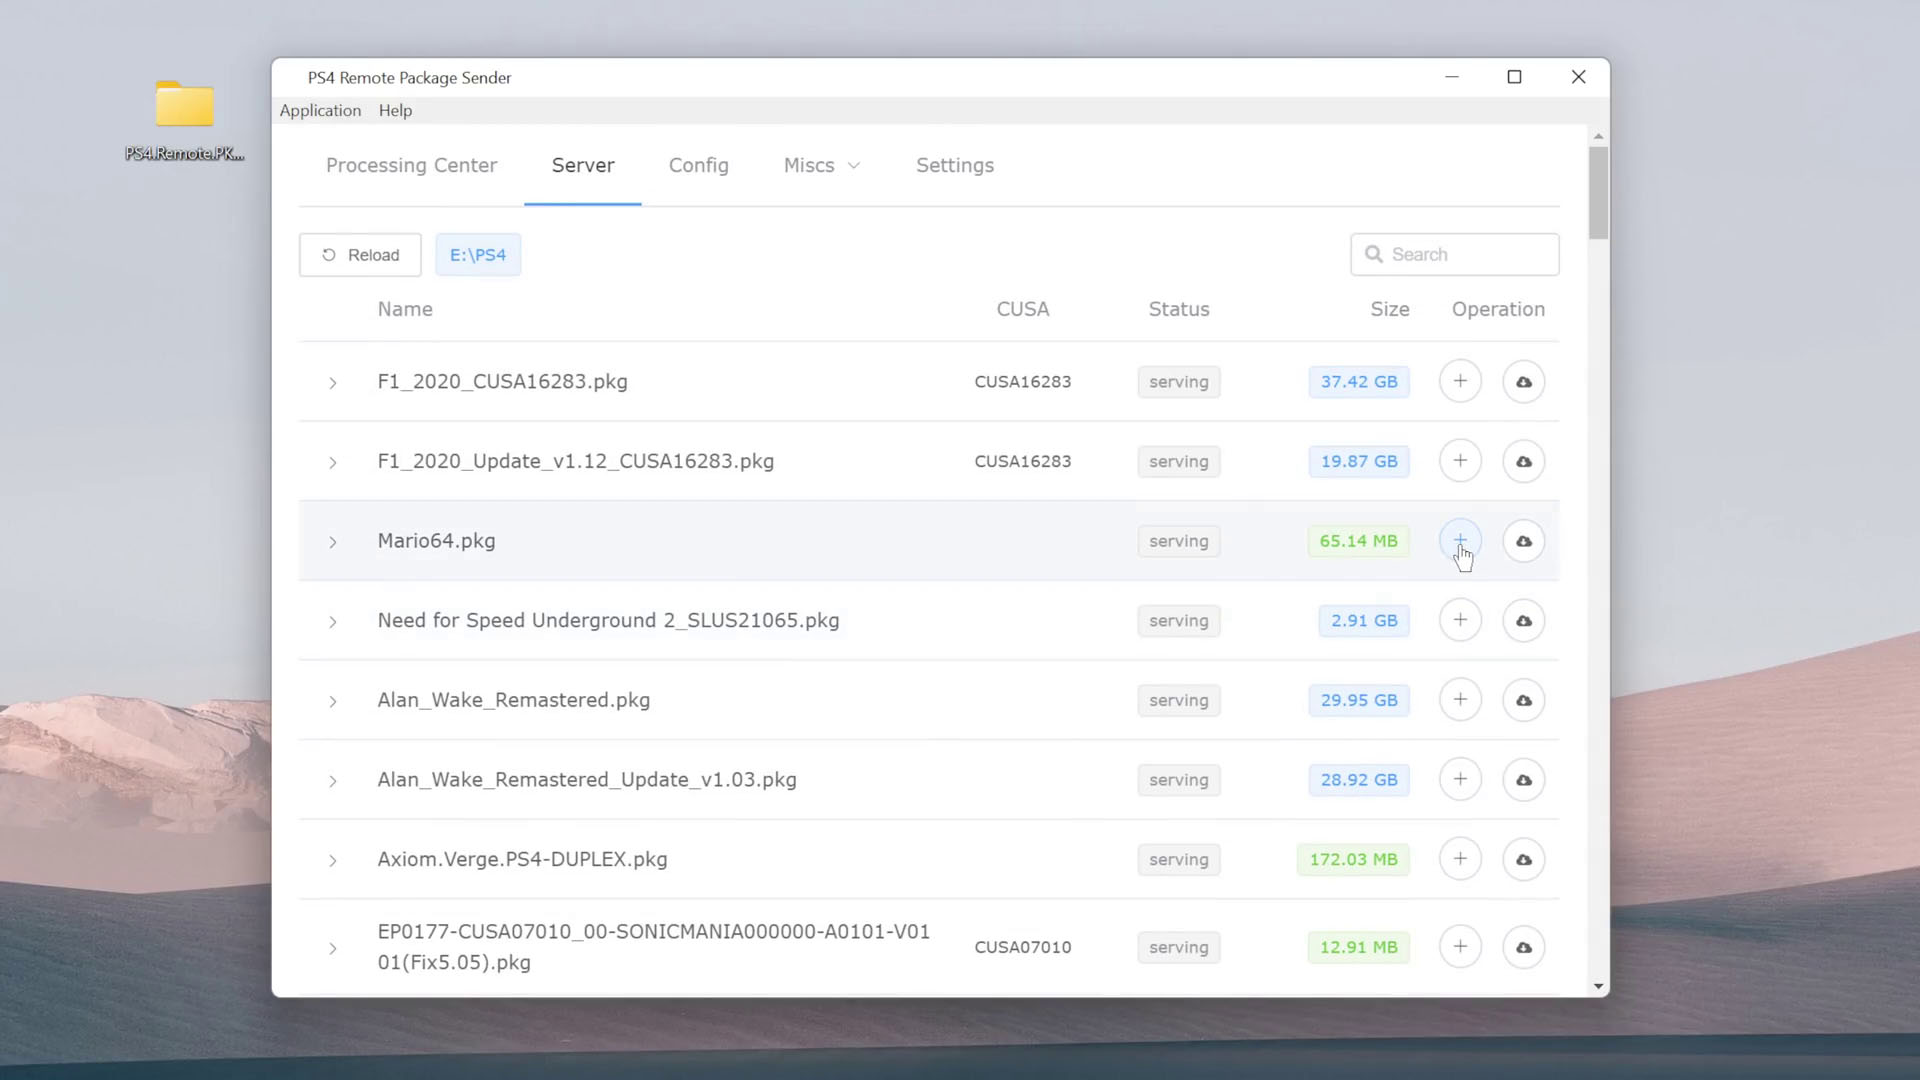 PS4 Remote Package Sender
PS4.Remote.PK...
Application Help
Processing Center Server Config Miscs Settings
Reload E:\PS4 Search
Name CUSA Status Size Operation
F1_2020_CUSA16283.pkg CUSA16283 serving 37.42 GB
F1_2020_Update_v1.12_CUSA16283.pkg CUSA16283 serving 19.87 GB
Mario64.pkg serving 65.14 MB
Need for Speed Underground 2_SLUS21065.pkg serving 2.91 GB
Alan_Wake_Remastered.pkg serving 29.95 GB
Alan_Wake_Remastered_Update_v1.03.pkg serving 28.92 GB
Axiom.Verge.PS4-DUPLEX.pkg serving 172.03 MB
EP0177-CUSA07010_00-SONICMANIA000000-A0101-V01
01(Fix5.05).pkg CUSA07010 serving 12.91 MB